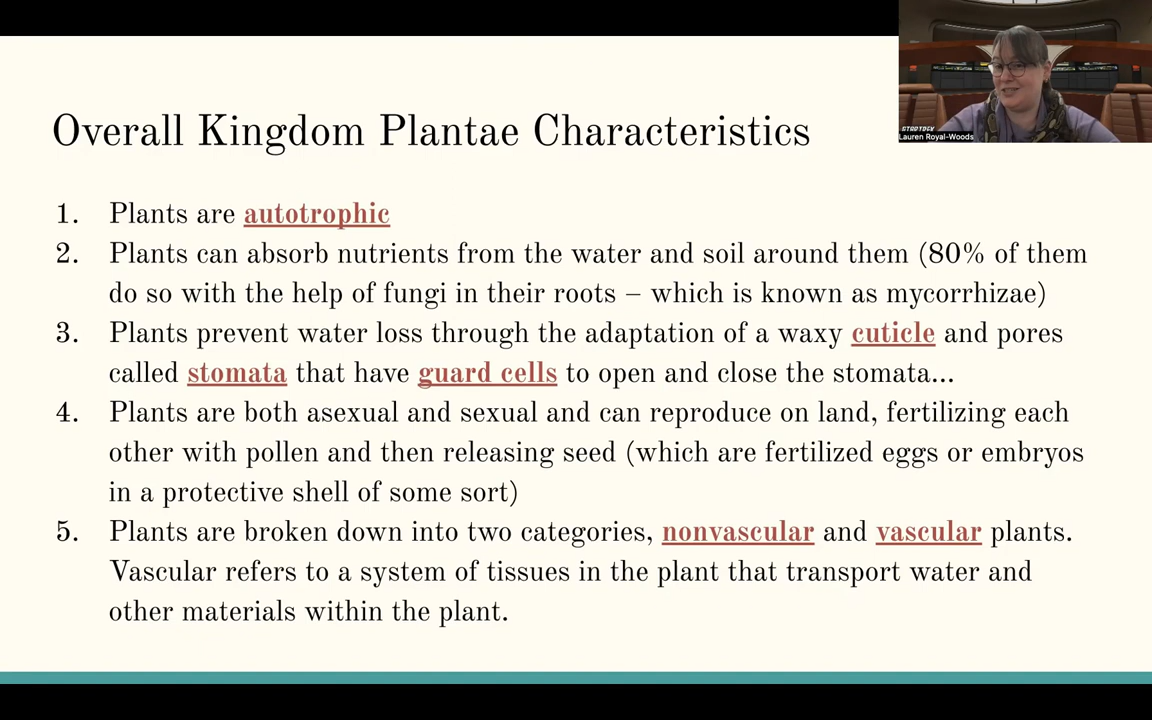 Overall Kingdom Plantae Characteristics
STAR TREK
Lauren Royal-Woods
1. Plants are autotrophic
2. Plants can absorb nutrients from the water and soil around them (80% of them
do so with the help of fungi in their roots – which is known as mycorrhizae)
3. Plants prevent water loss through the adaptation of a waxy cuticle and pores
called stomata that have guard cells to open and close the stomata...
4. Plants are both asexual and sexual and can reproduce on land, fertilizing each
other with pollen and then releasing seed (which are fertilized eggs or embryos
in a protective shell of some sort)
5. Plants are broken down into two categories, nonvascular and vascular plants.
Vascular refers to a system of tissues in the plant that transport water and
other materials within the plant.